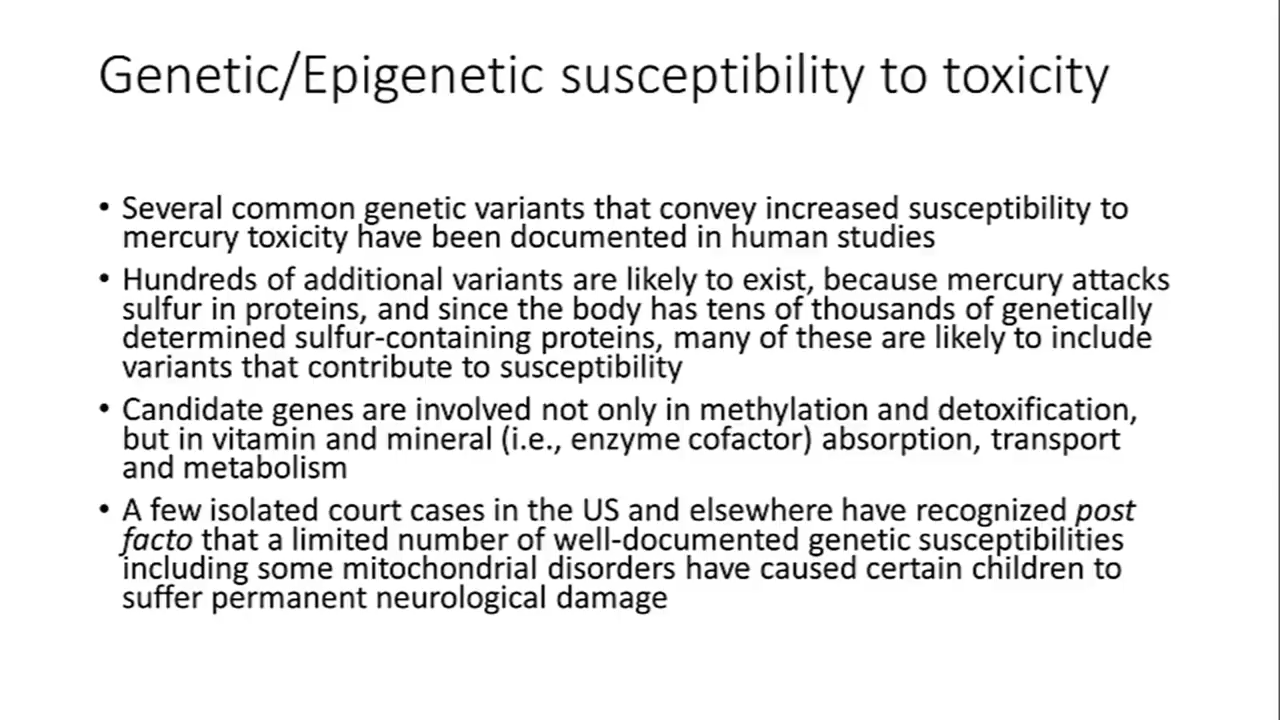 Genetic/Epigenetic susceptibility to toxicity
• Several common genetic variants that convey increased susceptibility to
mercury toxicity have been documented in human studies
• Hundreds of additional variants are likely to exist, because mercury attacks
sulfur in proteins, and since the body has tens of thousands of genetically
determined sulfur-containing proteins, many of these are likely to include
variants that contribute to susceptibility
• Candidate genes are involved not only in methylation and detoxification,
but in vitamin and mineral (i.e., enzyme cofactor) absorption, transport
and metabolism
• A few isolated court cases in the US and elsewhere have recognized post
facto that a limited number of well-documented genetic susceptibilities
including some mitochondrial disorders have caused certain children to
suffer permanent neurological damage